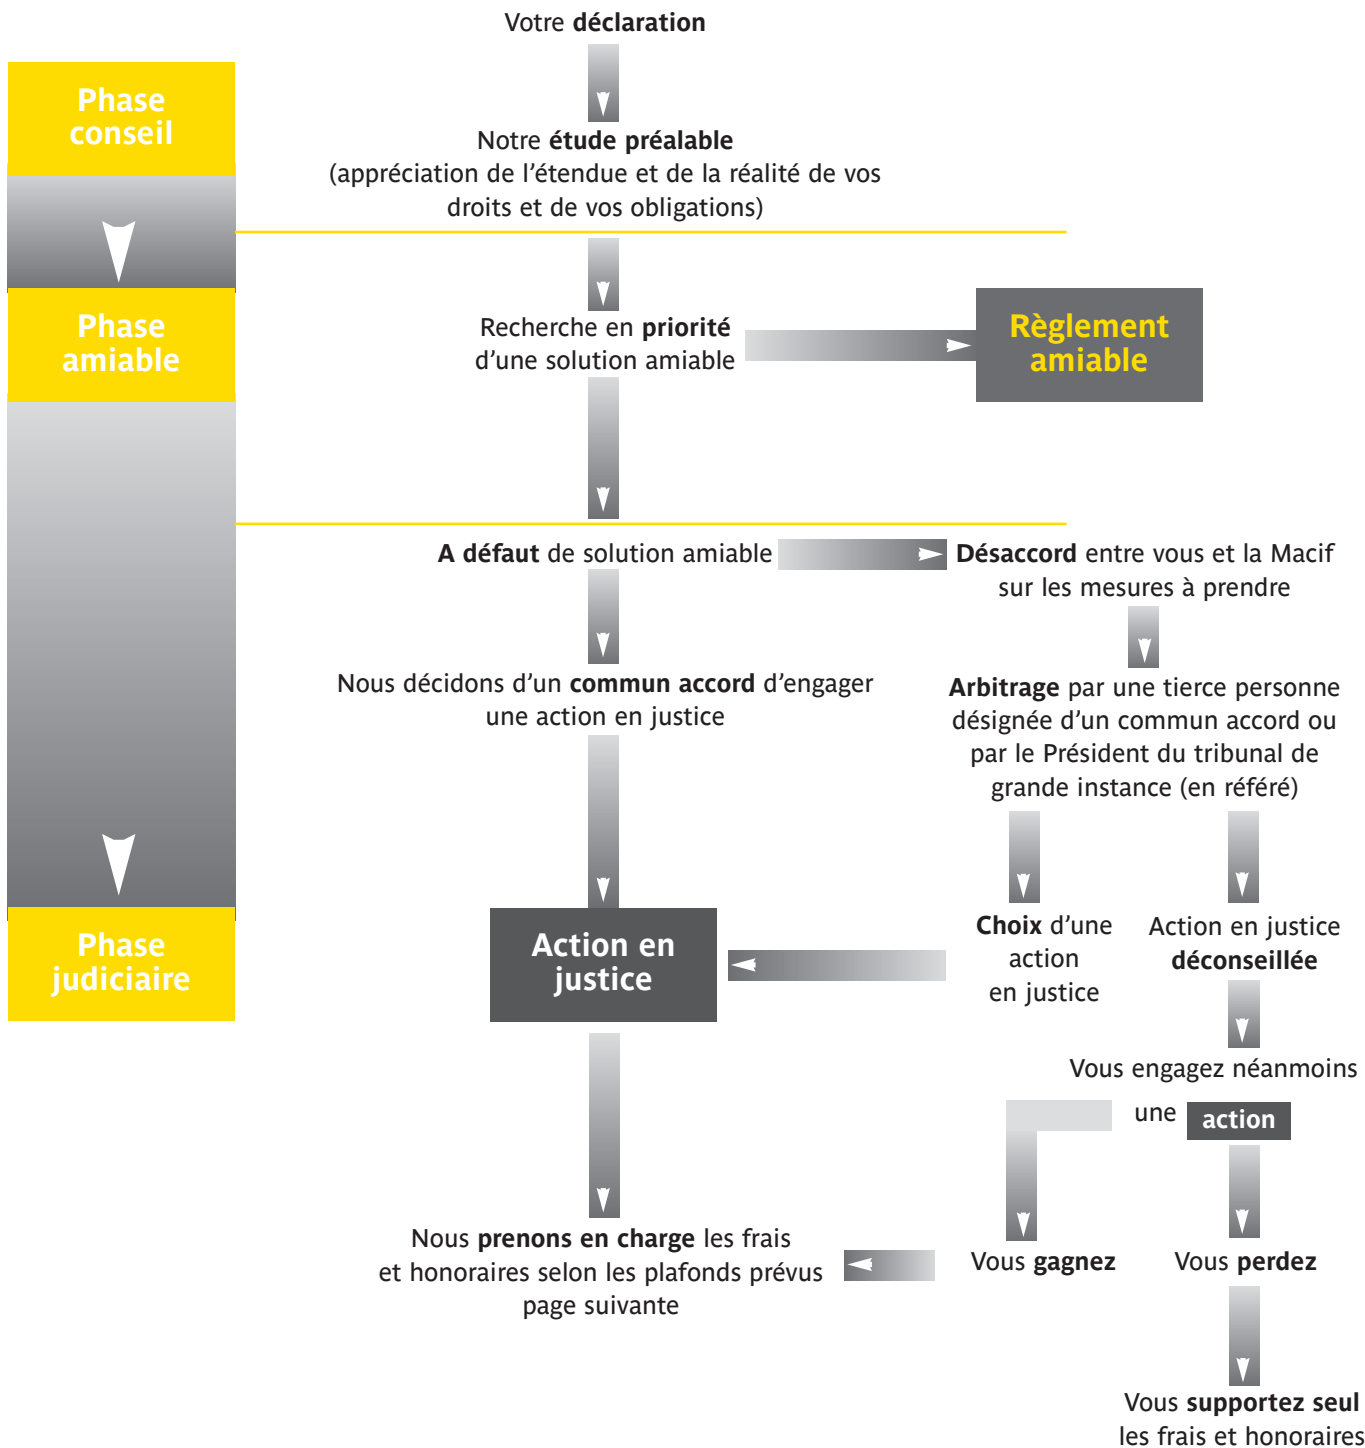 Votre déclaration
Phase
conseil
Notre étude préalable
(appréciation de l’étendue et de la réalité de vos
droits et de vos obligations)
Phase
amiable
Recherche en priorité
d’une solution amiable
Règlement
amiable
A défaut de solution amiable
Désaccord entre vous et la Macif
sur les mesures à prendre
Nous décidons d’un commun accord d’engager
une action en justice
Arbitrage par une tierce personne
désignée d’un commun accord ou
par le Président du tribunal de
grande instance (en référé)
Phase
judiciaire
Action en
justice
Choix d’une
action
en justice
Action en justice
déconseillée
Vous engagez néanmoins
une action
Nous prenons en charge les frais
et honoraires selon les plafonds prévus
page suivante
Vous gagnez
Vous perdez
Vous supportez seul
les frais et honoraires